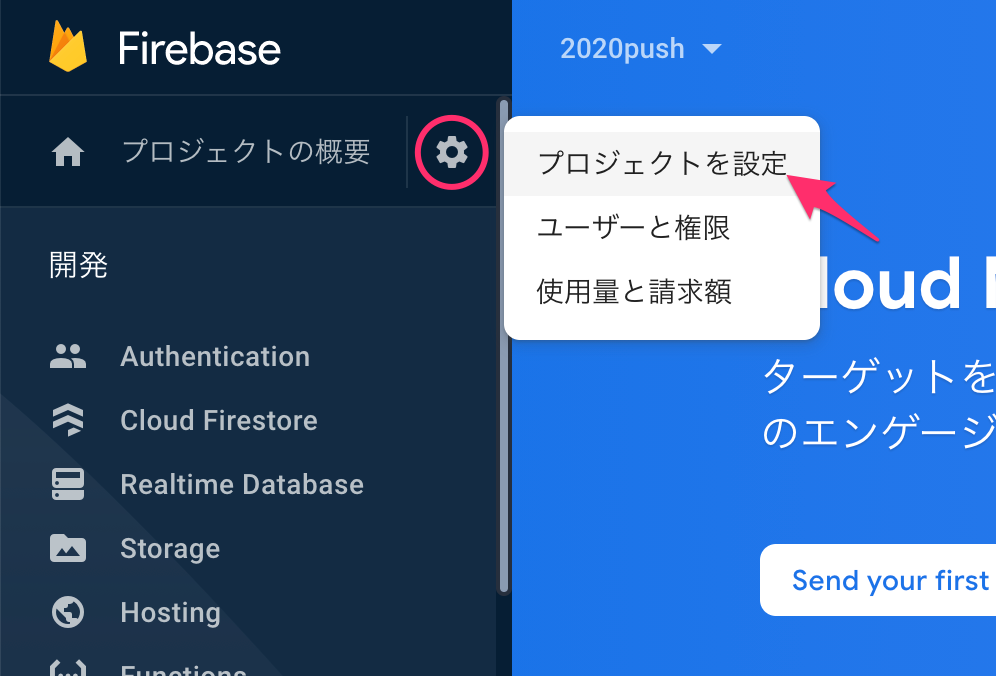 Firebase
2020push
プロジェクトの概要
プロジェクトを設定
ユーザーと権限
使用量と請求額
開発
Authentication
Cloud Firestore
Realtime Database
Storage
Hosting
Functions
loud
ターゲットを
のエンゲージ
Send your first